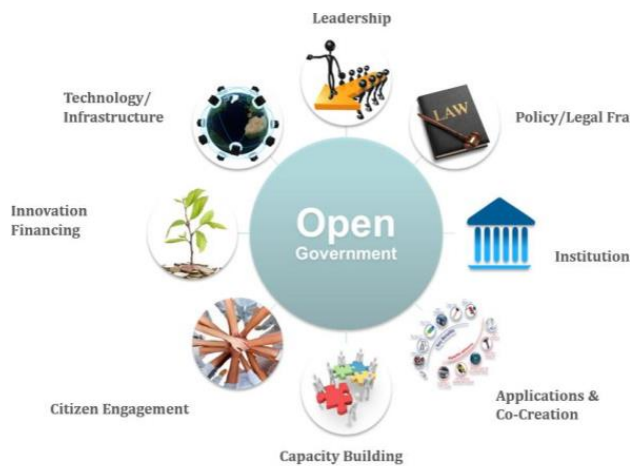 Leadership
Technology/
Infrastructure
LAW
Policy/Legal Fra
Innovation
Financing
Open
Government
Institution
Citizen Engagement
Applications &
Co-Creation
Capacity Building